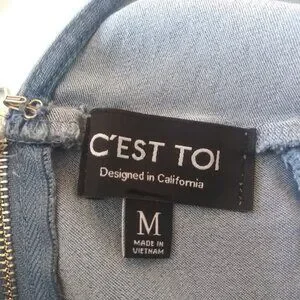 C'EST TOI
Designed in California
M
MADE IN
VIETNAM